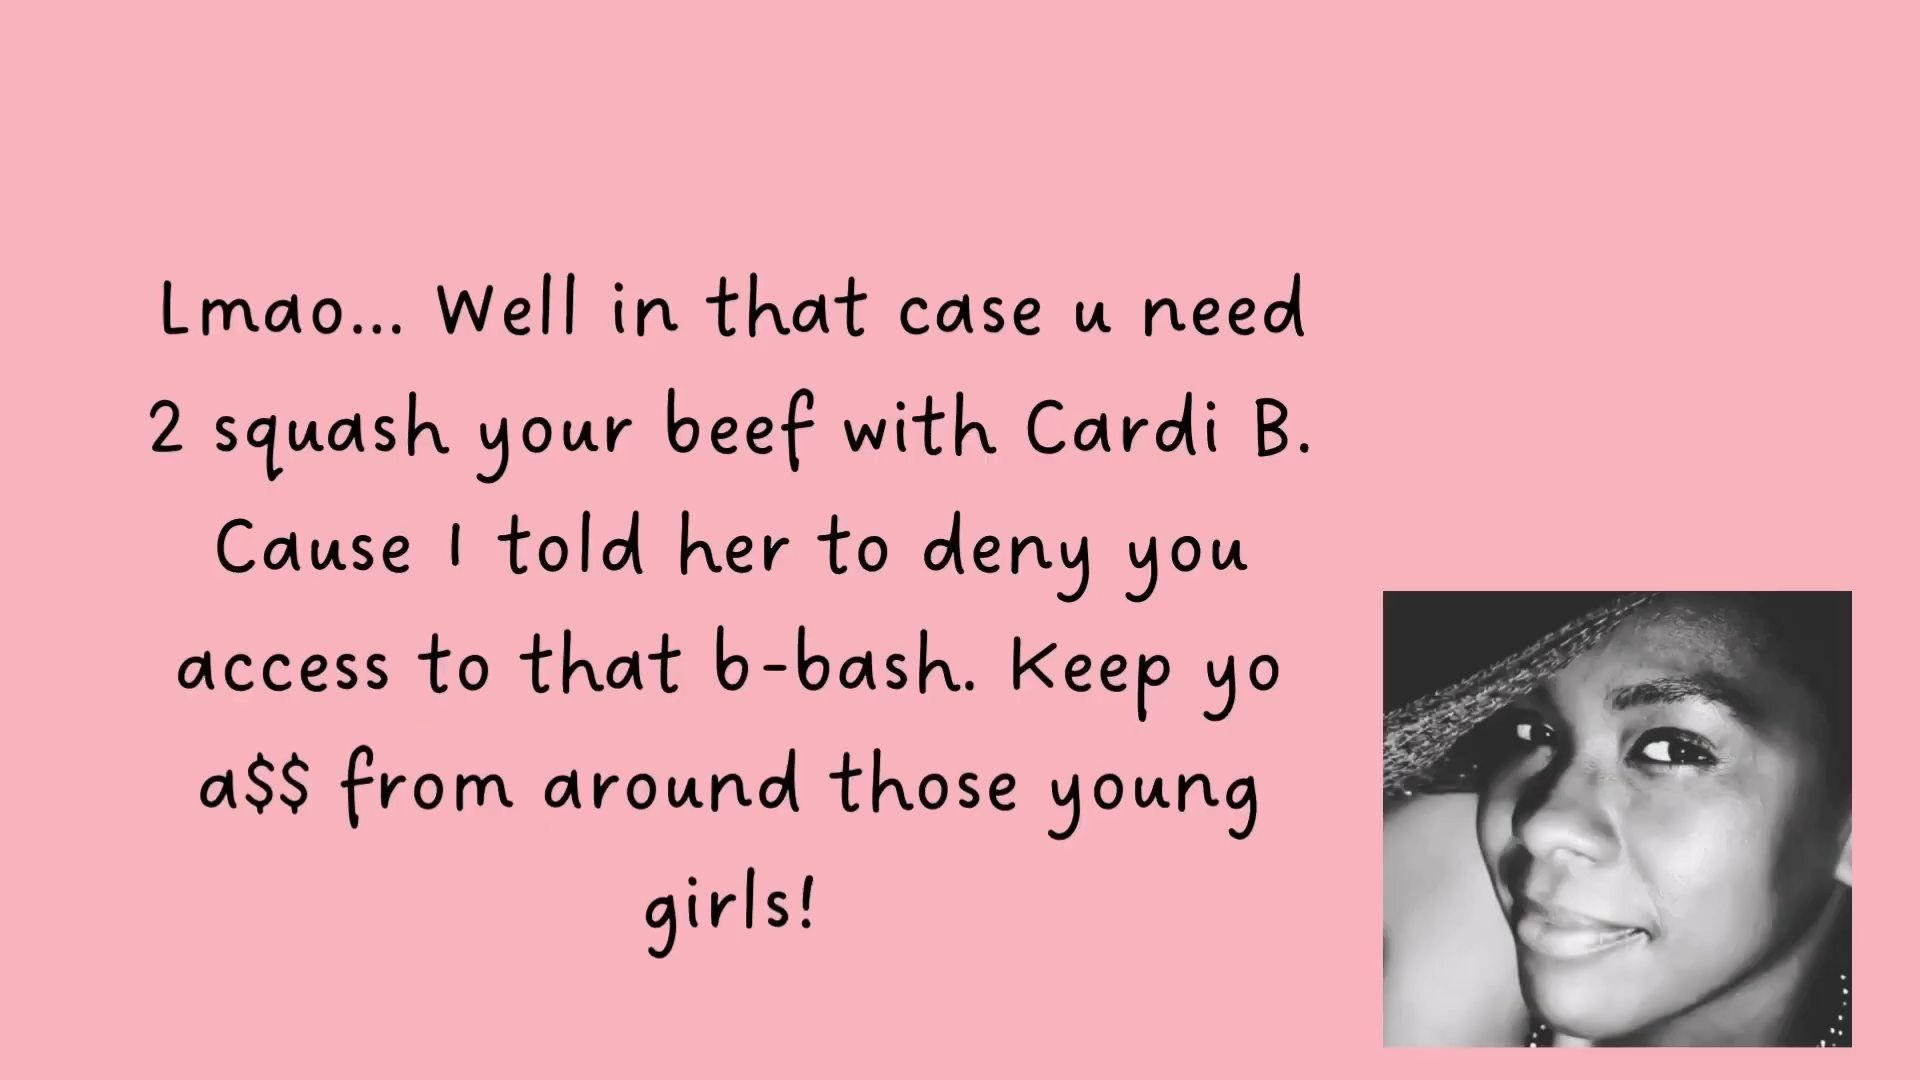 Lmao... Well in that case u need
2 squash your beef with Cardi B.
Cause I told her to deny you
access to that b-bash. Keep yo
a$$ from around those young
girls!